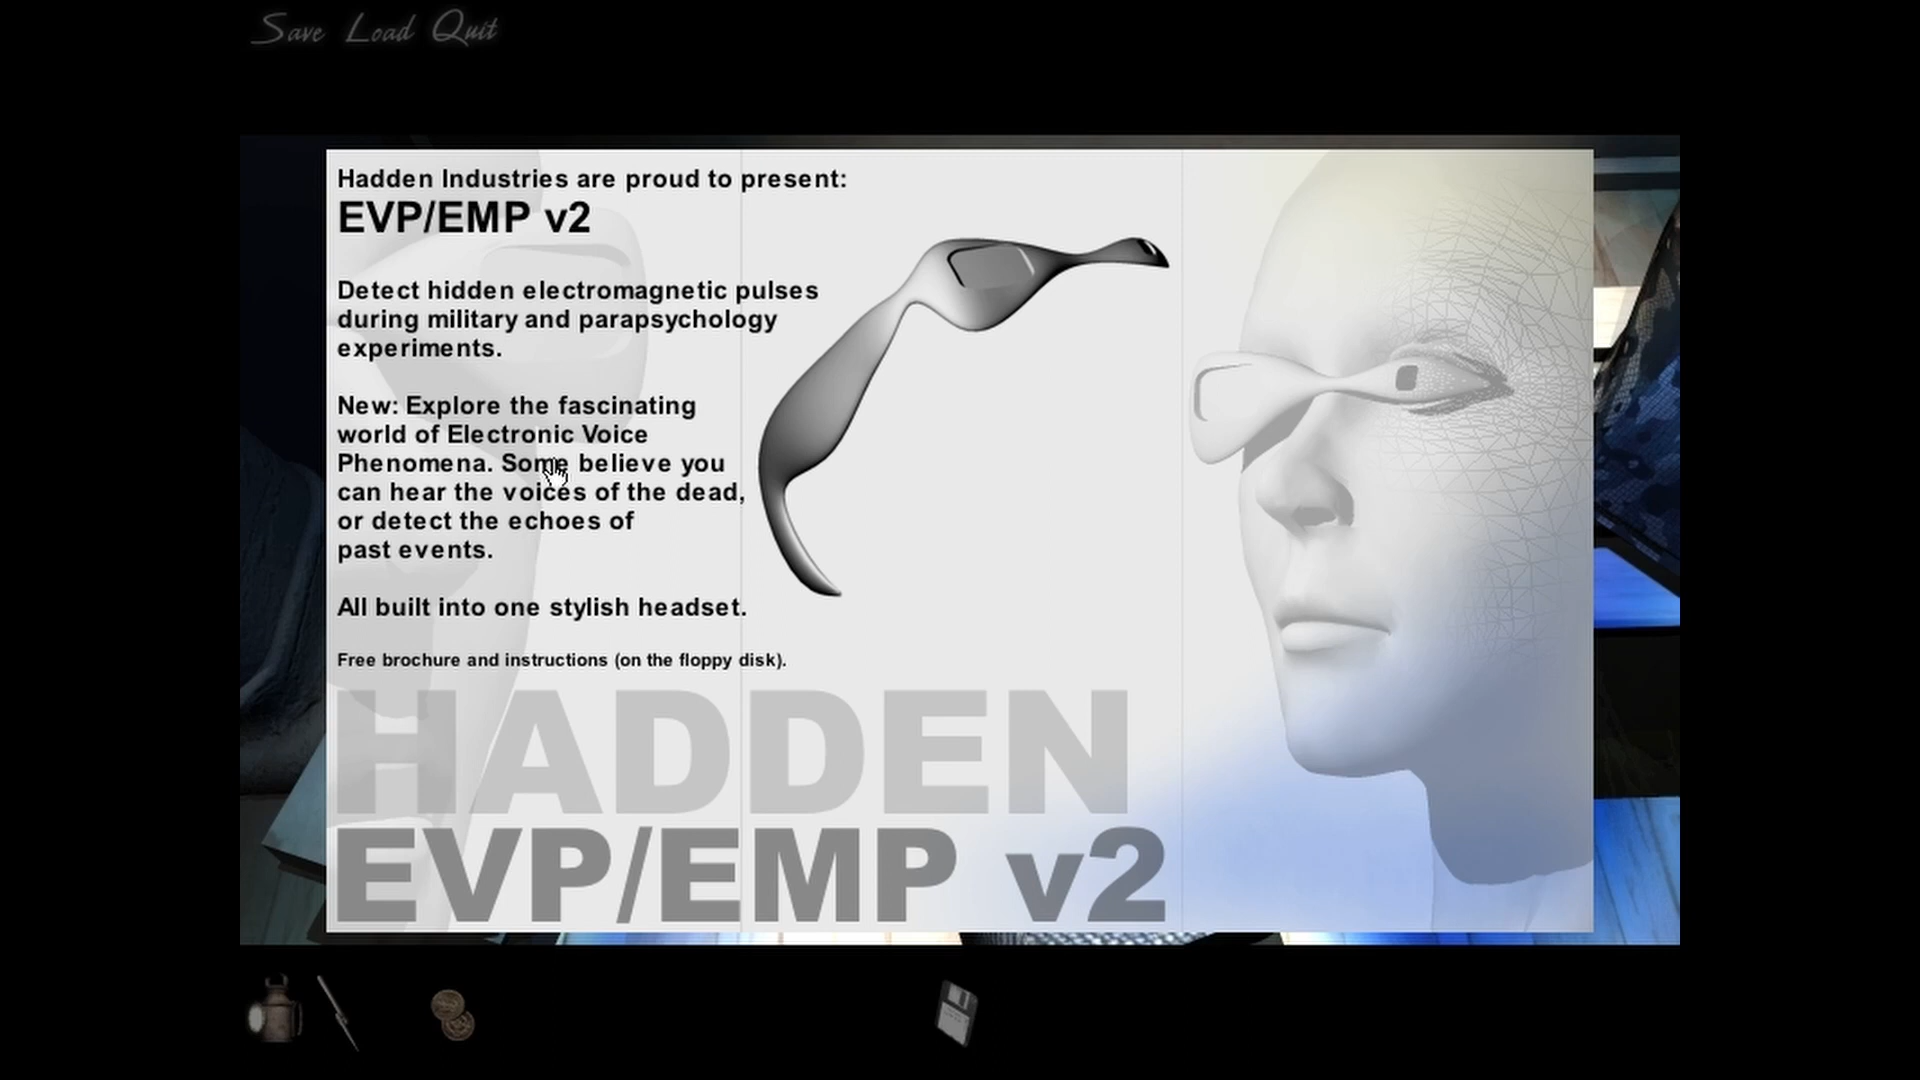 Save Load Quit
Hadden Industries are proud to present:
EVP/EMP v2
Detect hidden electromagnetic pulses
during military and parapsychology
experiments.
New: Explore the fascinating
world of Electronic Voice
Phenomena. Some believe you
can hear the voices of the dead,
or detect the echoes of
past events.
All built into one stylish headset.
Free brochure and instructions (on the floppy disk).
HADDEN
EVP/EMP v2